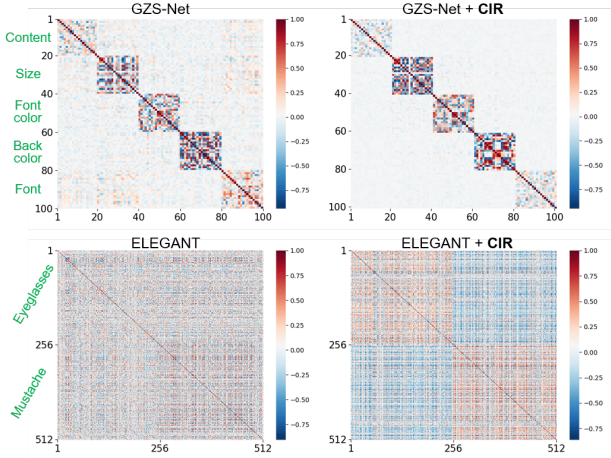 GZS-Net
GZS-Net + CIR
Content
Size
Font
color
Back
color
Font
1
20
40
60
80
100
1 20 40 60 80 100
1.00
0.75
0.50
0.25
0.00
−0.25
−0.50
−0.75
1
20
40
60
80
100
1 20 40 60 80 100
1.00
0.75
0.50
0.25
0.00
−0.25
−0.50
−0.75
ELEGANT
ELEGANT + CIR
Eyeglasses
Mustache
1
256
512
1 256 512
1.00
0.75
0.50
0.25
0.00
−0.25
−0.50
−0.75
1
256
512
1 256 512
1.00
0.75
0.50
0.25
0.00
−0.25
−0.50
−0.75